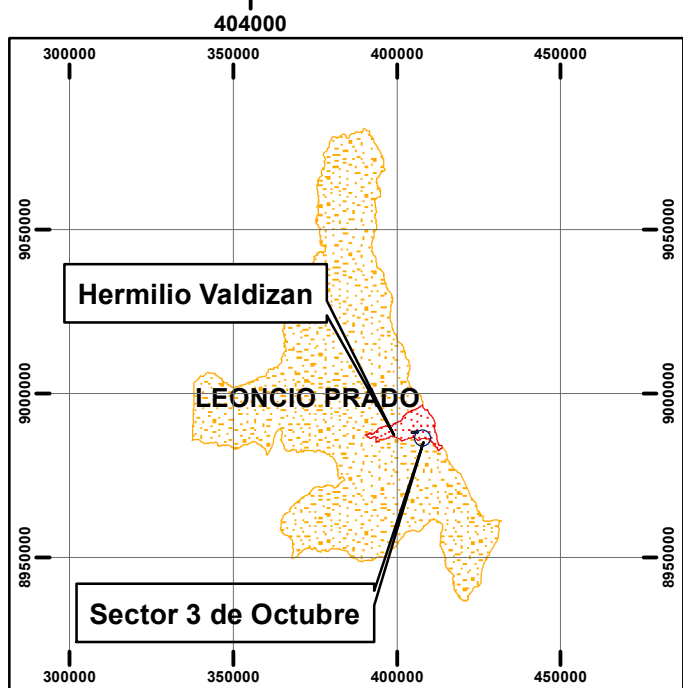 404000
300000 350000 400000 450000
9050000 9050000
Hermilio Valdizan
9000000 9000000
LEONCIO PRADO
8950000 8950000
Sector 3 de Octubre
300000 350000 400000 450000